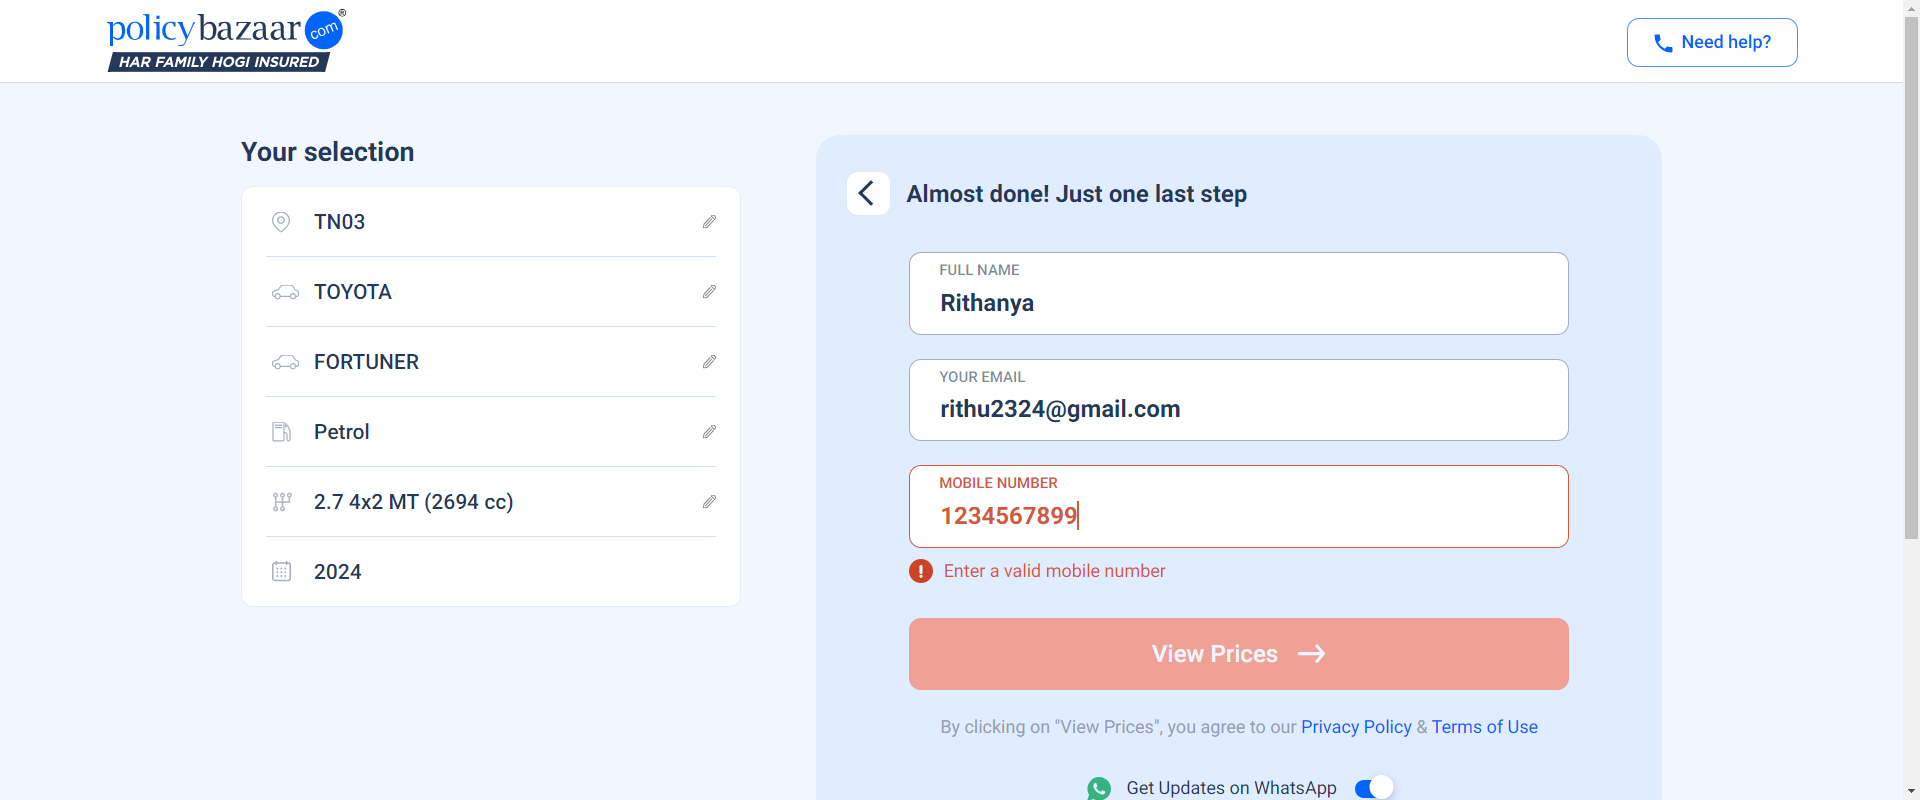 policybazaar.com®
HAR FAMILY HOGI INSURED
Need help?
Your selection
TN03
TOYOTA
FORTUNER
Petrol
2.7 4x2 MT (2694 cc)
2024
Almost done! Just one last step
FULL NAME
Rithanya
YOUR EMAIL
rithu2324@gmail.com
MOBILE NUMBER
1234567899
Enter a valid mobile number
View Prices
By clicking on "View Prices", you agree to our Privacy Policy & Terms of Use
Get Updates on WhatsApp